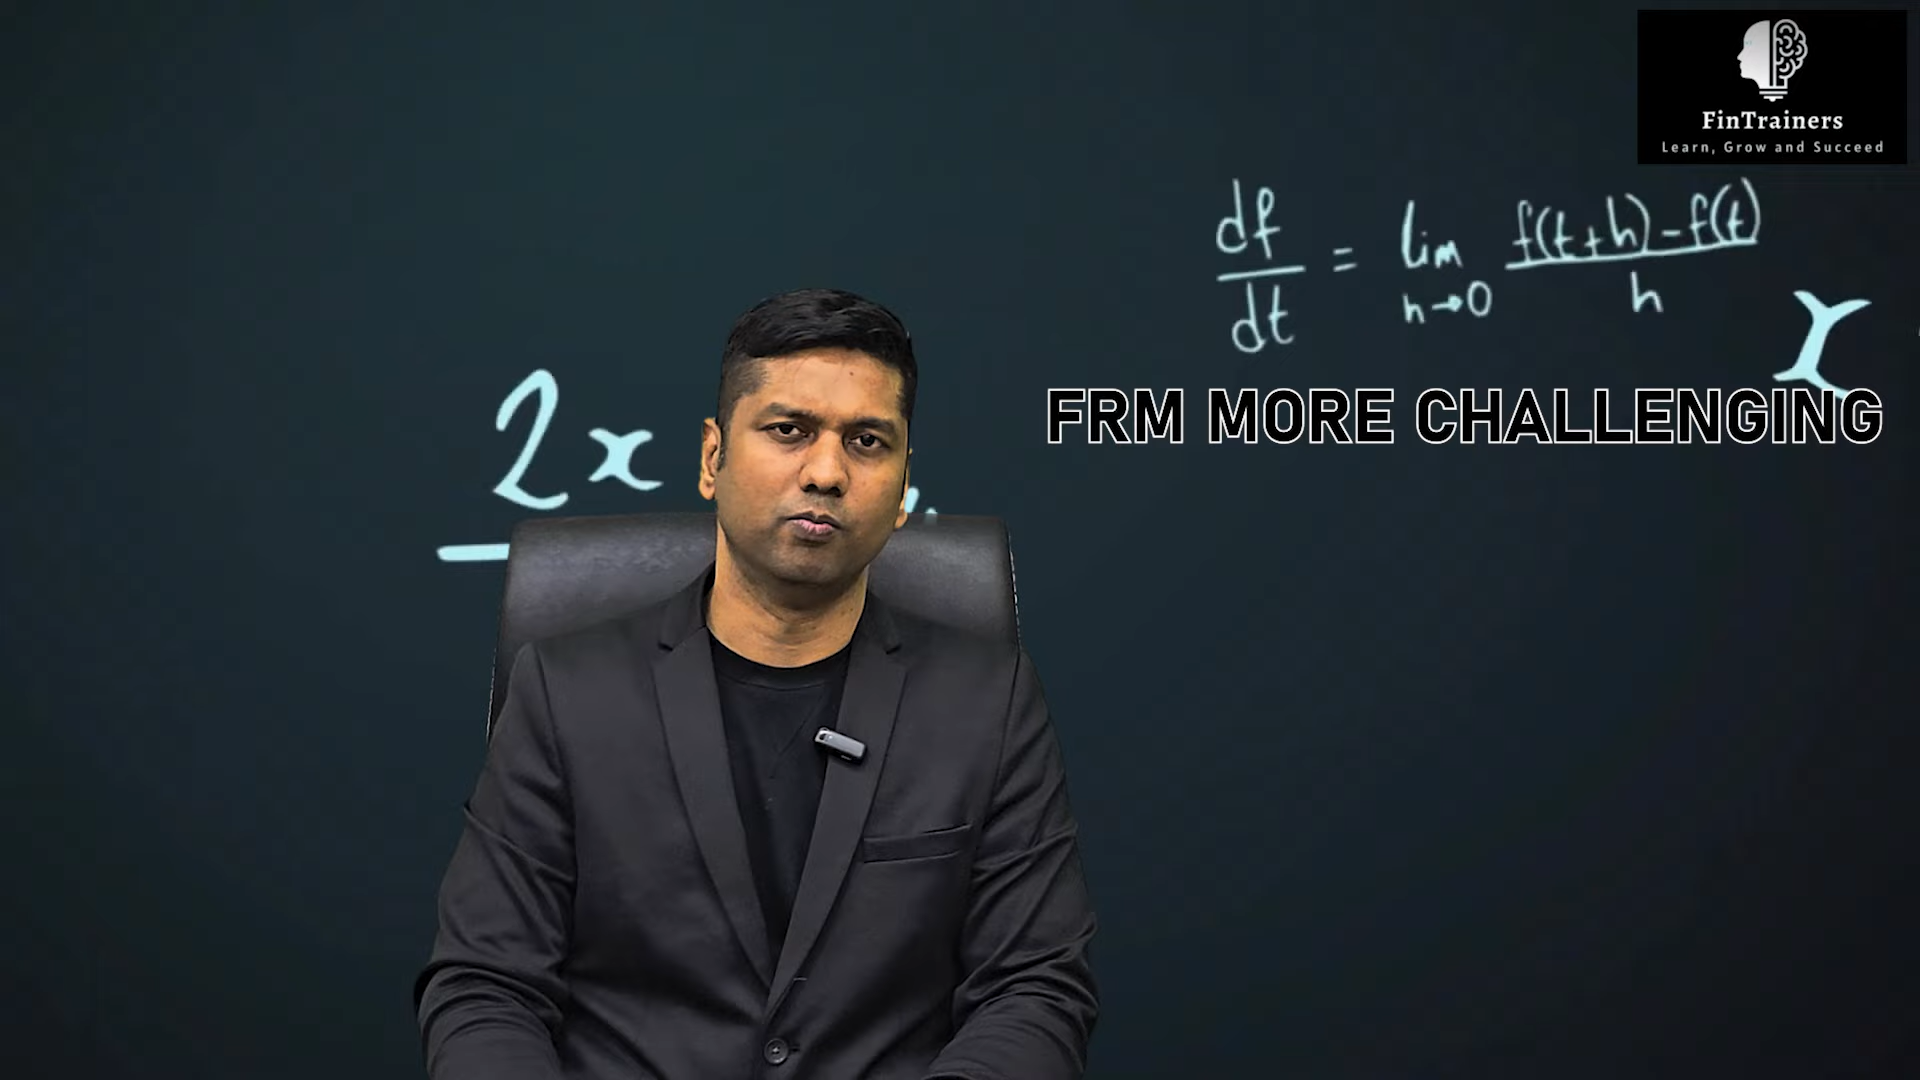 FinTrainers
Learn, Grow and Succeed
df/dt = lim h→0 f(t+h)-f(t)/h
x
FRM MORE CHALLENGING
2x